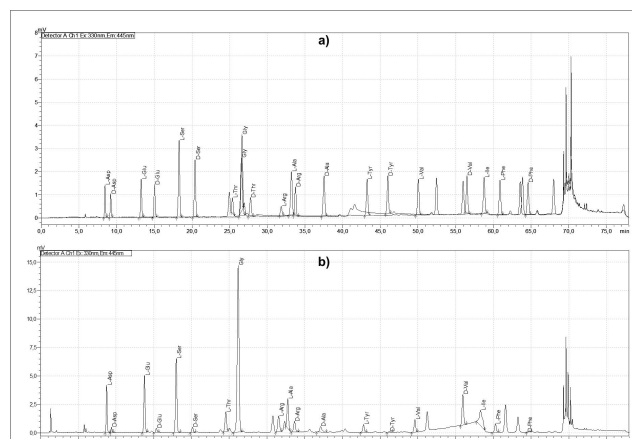 mV
Detector A Ch1 Ex:330nm,Em:445nm
a)
8
7
6
5
4
3
2
1
0
L-Asp
D-Asp
L-Glu
D-Glu
L-Ser
D-Ser
L-Thr
Gly
Gly
D-Thr
L-Arg
L-Ala
D-Arg
D-Ala
L-Tyr
D-Tyr
L-Val
D-Val
L-Ile
L-Phe
D-Phe
0,0 5,0 10,0 15,0 20,0 25,0 30,0 35,0 40,0 45,0 50,0 55,0 60,0 65,0 70,0 75,0 min
mV
Detector A Ch1 Ex:330nm,Em:445nm
b)
15,0
12,5
10,0
7,5
5,0
2,5
0,0
L-Asp
D-Asp
L-Glu
D-Glu
L-Ser
D-Ser
L-Thr
Gly
L-Arg
L-Ala
D-Arg
D-Ala
L-Tyr
D-Tyr
L-Val
D-Val
L-Ile
L-Phe
D-Phe